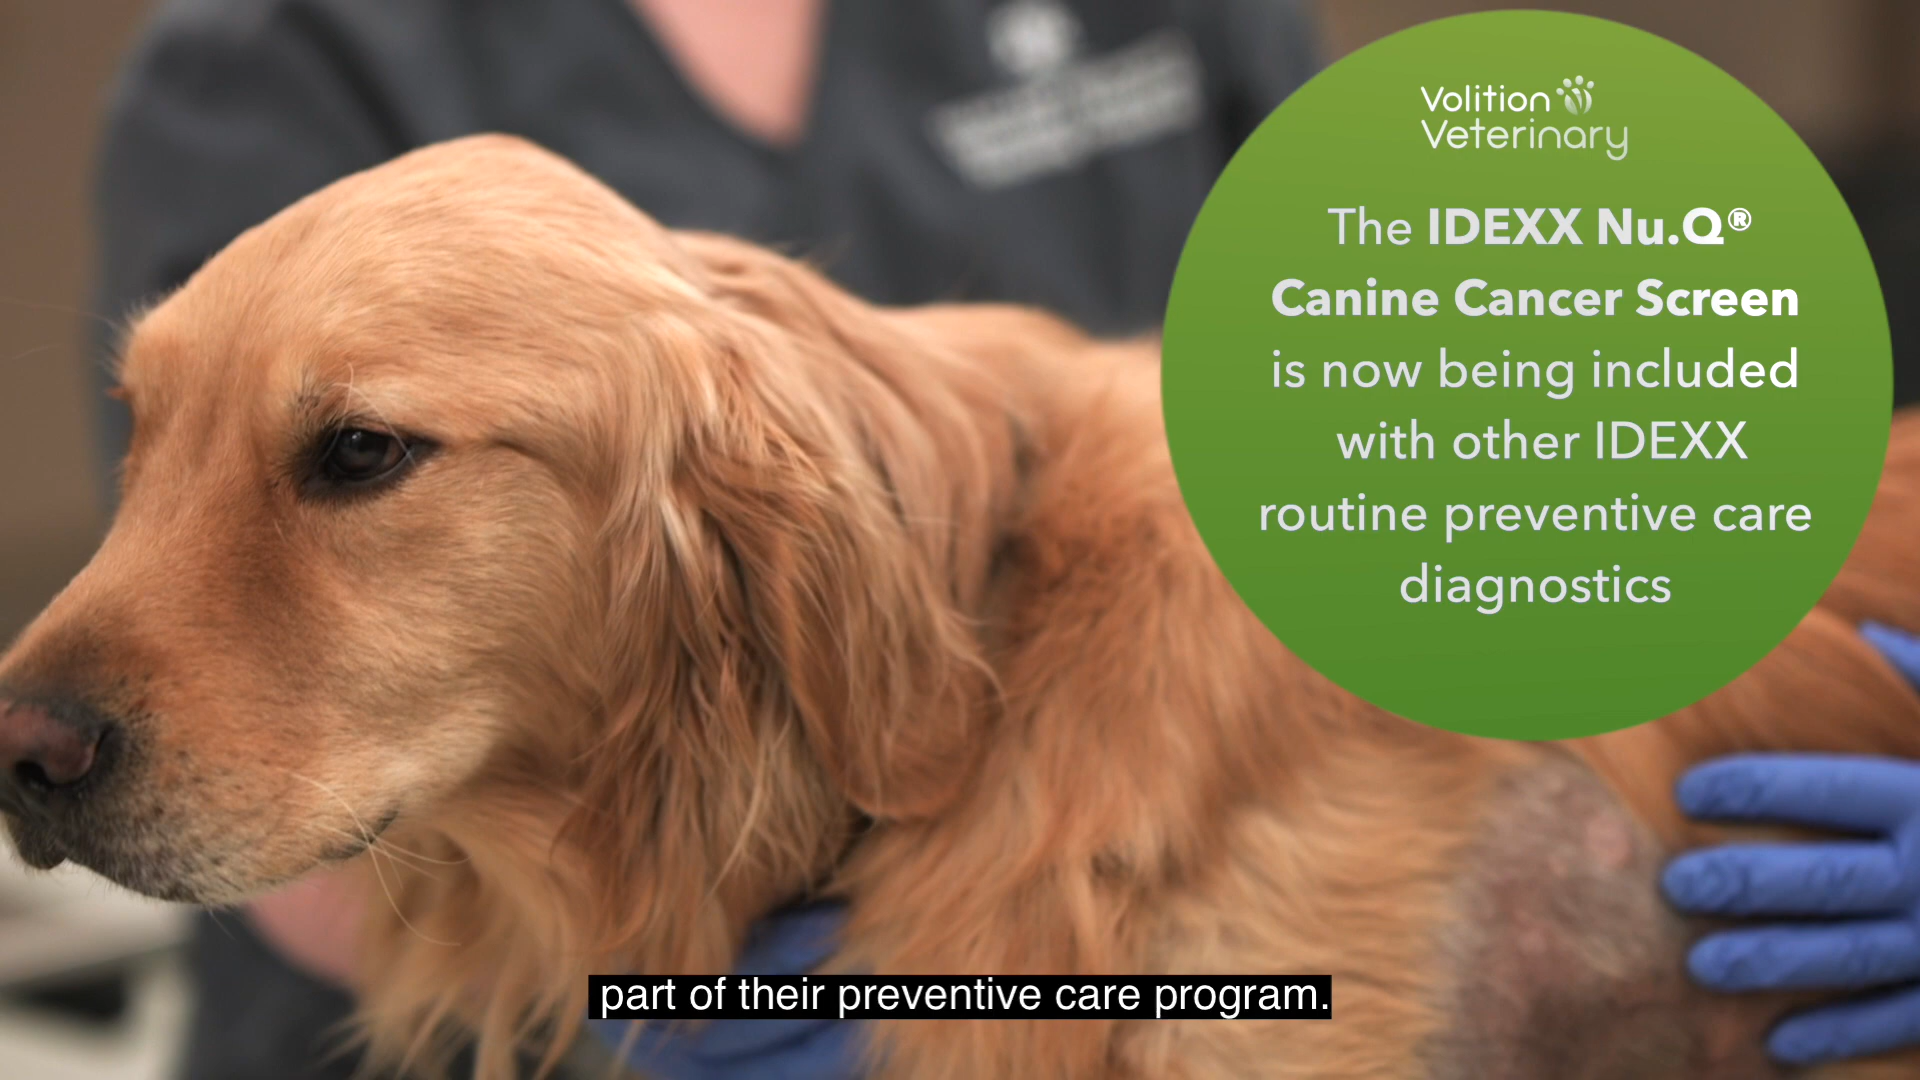 Volition
Veterinary
The IDEXX Nu.Q®
Canine Cancer Screen
is now being included
with other IDEXX
routine preventive care
diagnostics
part of their preventive care program.